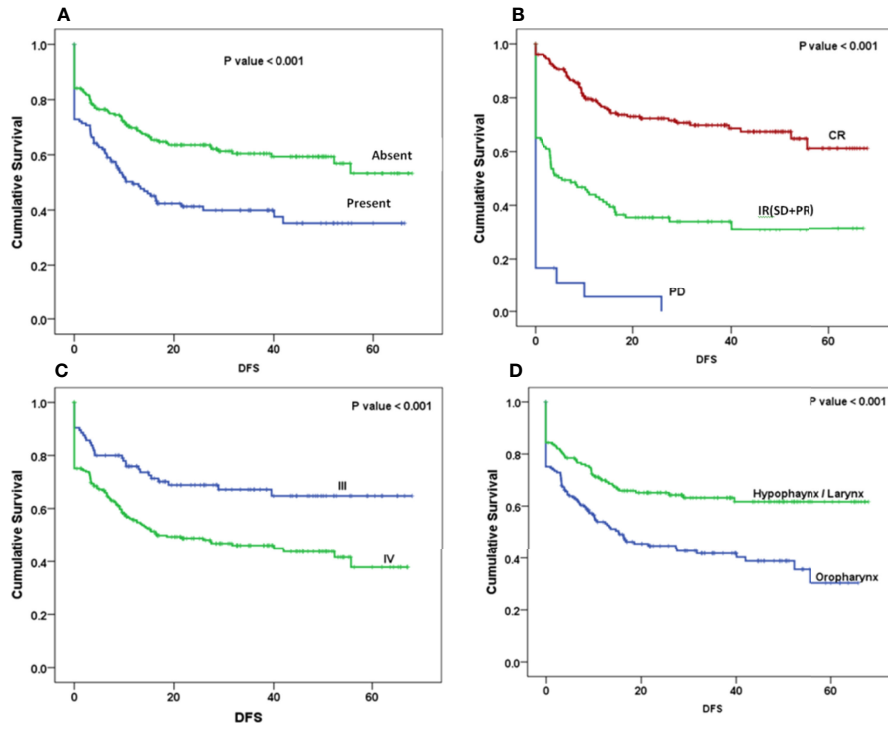 A
P value < 0.001
Absent
Present
Cumulative Survival
1.0
0.8
0.6
0.4
0.2
0.0
0 20 40 60
DFS
B
P value < 0.001
CR
IR(SD+PR)
PD
Cumulative Survival
1.0
0.8
0.6
0.4
0.2
0.0
0 20 40 60
DFS
C
P value < 0.001
III
IV
Cumulative Survival
1.0
0.8
0.6
0.4
0.2
0.0
0 20 40 60
DFS
D
P value < 0.001
Hypophaynx / Larynx
Oropharynx
Cumulative Survival
1.0
0.8
0.6
0.4
0.2
0.0
0 20 40 60
DFS